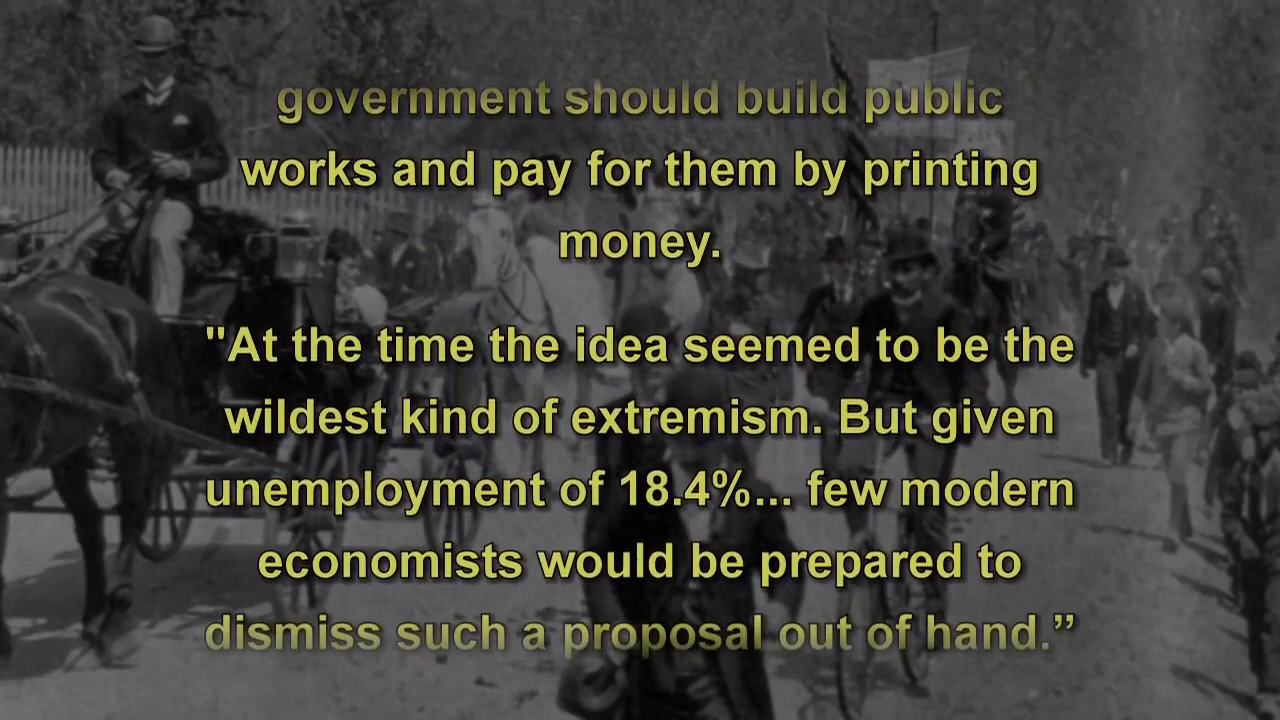 government should build public
works and pay for them by printing
money.
"At the time the idea seemed to be the
wildest kind of extremism. But given
unemployment of 18.4%... few modern
economists would be prepared to
dismiss such a proposal out of hand.”